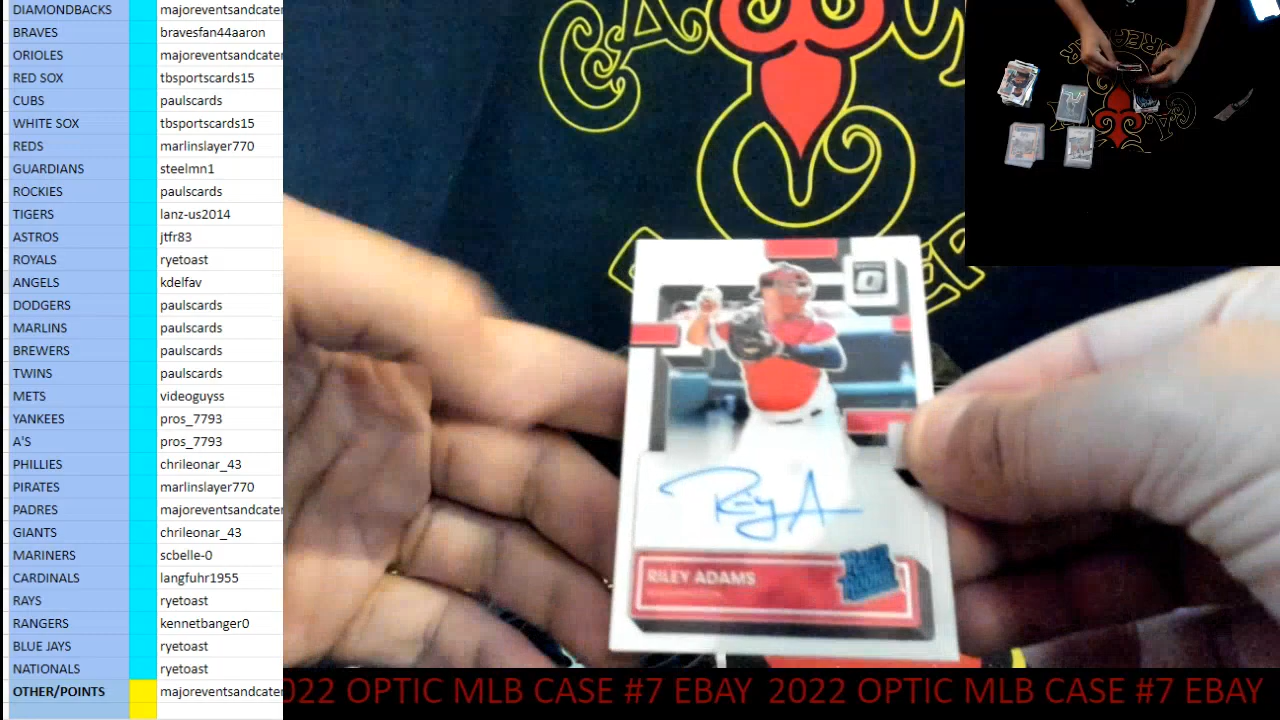 DIAMONDBACKS majoreventsandcater
BRAVES bravesfan44aaron
ORIOLES majoreventsandcater
RED SOX tbsportscards15
CUBS paulscards
WHITE SOX tbsportscards15
REDS marlinslayer770
GUARDIANS steelmn1
ROCKIES paulscards
TIGERS lanz-us2014
ASTROS jtfr83
ROYALS ryetoast
ANGELS kdelfav
DODGERS paulscards
MARLINS paulscards
BREWERS paulscards
TWINS paulscards
METS videoguyss
YANKEES pros_7793
A'S pros_7793
PHILLIES chrileonar_43
PIRATES marlinslayer770
PADRES majoreventsandcater
GIANTS chrileonar_43
MARINERS scbelle-0
CARDINALS langfuhr1955
RAYS ryetoast
RANGERS kennetbanger0
BLUE JAYS ryetoast
NATIONALS ryetoast
OTHER/POINTS majoreventsandcater
RILEY ADAMS
022 OPTIC MLB CASE #7 EBAY 2022 OPTIC MLB CASE #7 EBAY